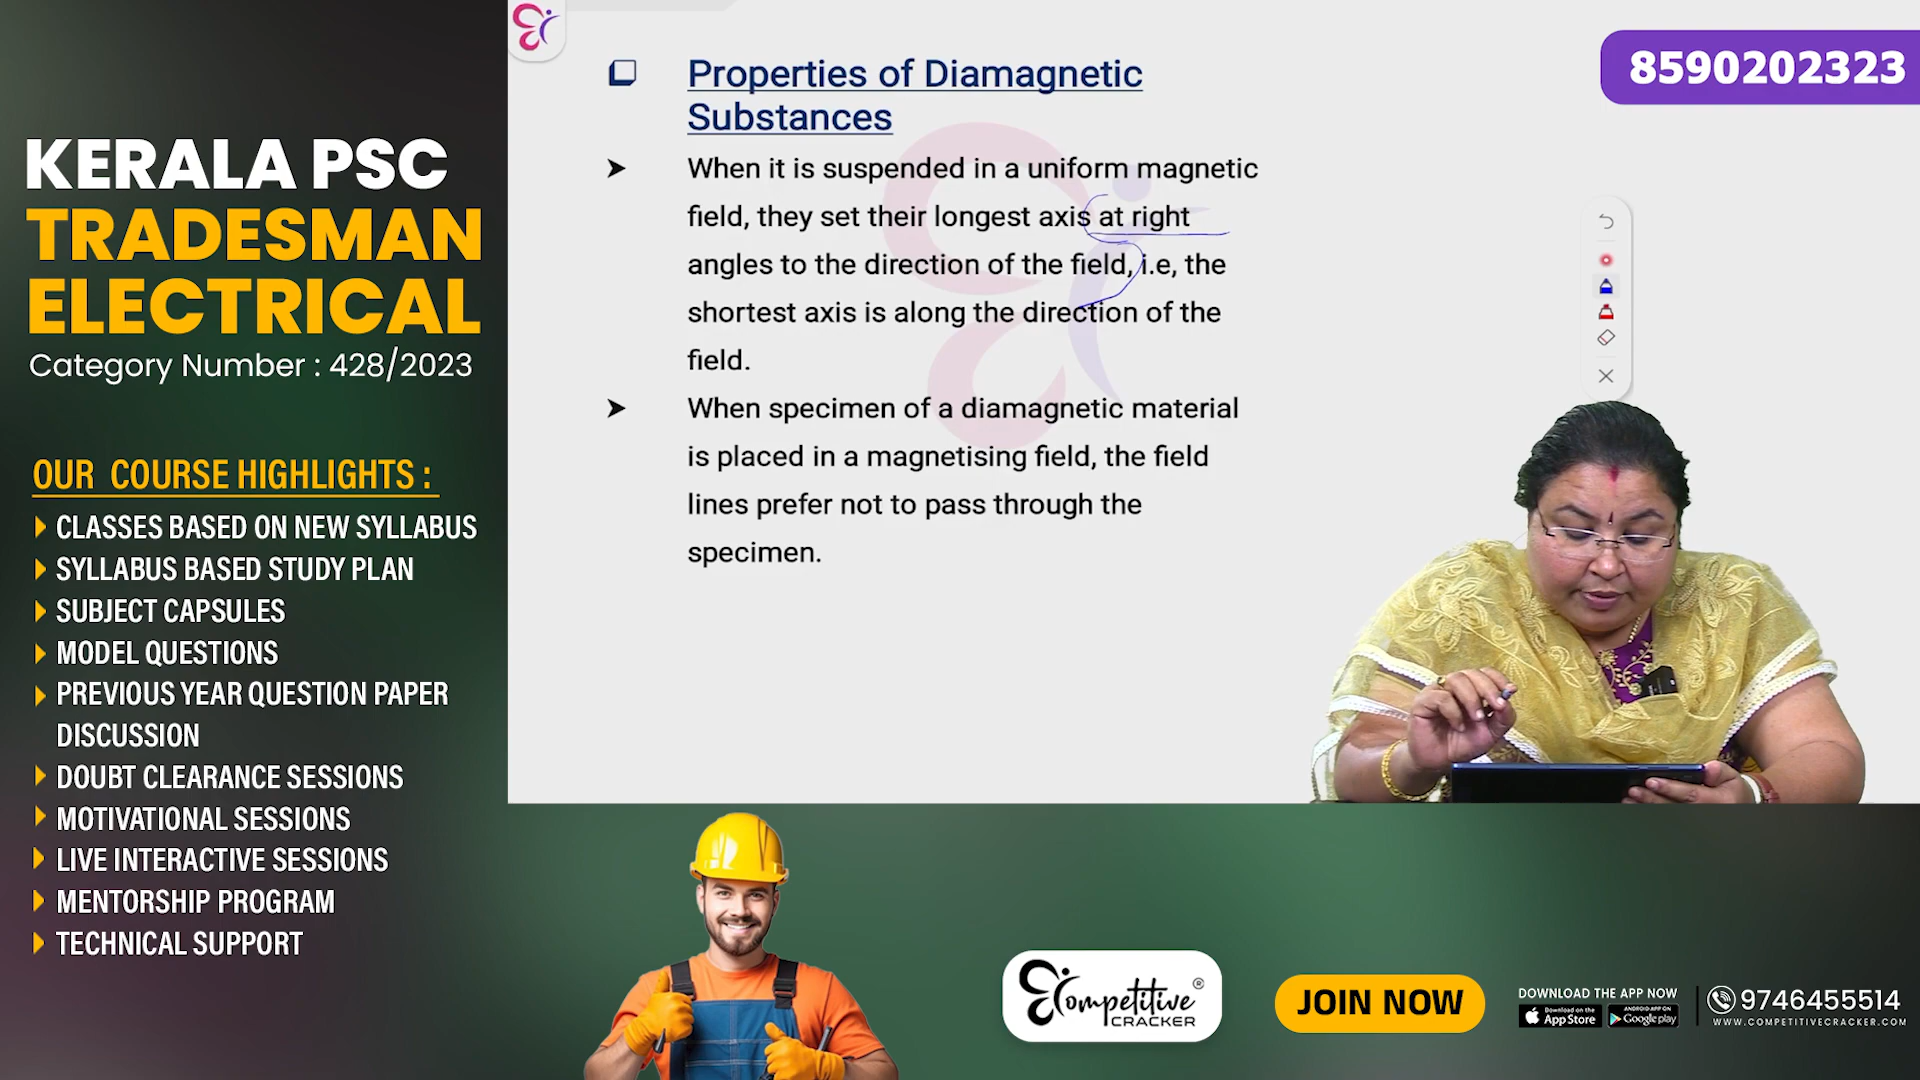 KERALA PSC
TRADESMAN
ELECTRICAL
Category Number : 428/2023
OUR COURSE HIGHLIGHTS :
CLASSES BASED ON NEW SYLLABUS
SYLLABUS BASED STUDY PLAN
SUBJECT CAPSULES
MODEL QUESTIONS
PREVIOUS YEAR QUESTION PAPER
DISCUSSION
DOUBT CLEARANCE SESSIONS
MOTIVATIONAL SESSIONS
LIVE INTERACTIVE SESSIONS
MENTORSHIP PROGRAM
TECHNICAL SUPPORT
8590202323
Properties of Diamagnetic
Substances
When it is suspended in a uniform magnetic
field, they set their longest axis at right
angles to the direction of the field, i.e, the
shortest axis is along the direction of the
field.
When specimen of a diamagnetic material
is placed in a magnetising field, the field
lines prefer not to pass through the
specimen.
Competitive ®
CRACKER
JOIN NOW
DOWNLOAD THE APP NOW
Download on the
App Store
ANDROID APP ON
Google play
9746455514
WWW.COMPETITIVECRACKER.COM